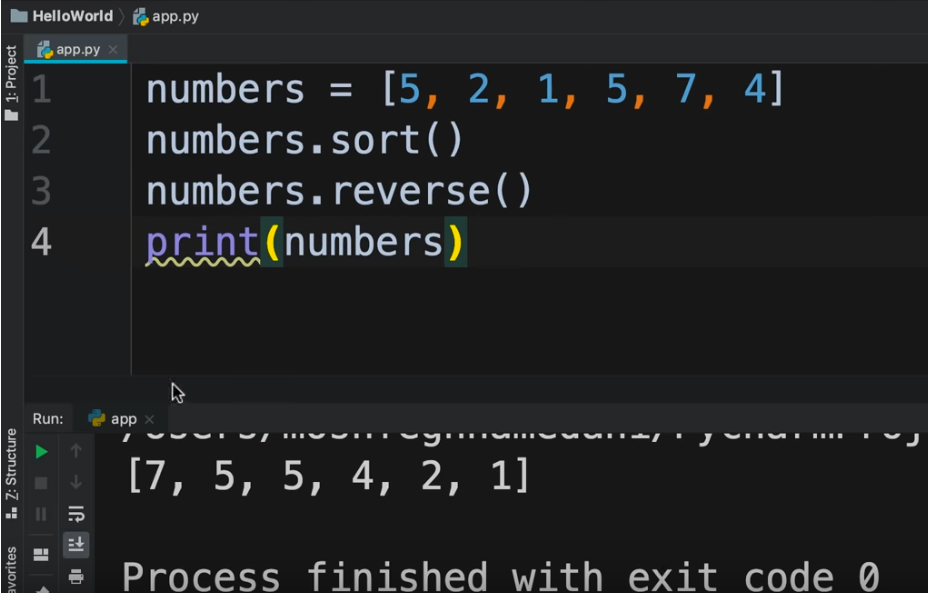 HelloWorld app.py
app.py
1: Project
1 numbers = [5, 2, 1, 5, 7, 4]
2 numbers.sort()
3 numbers.reverse()
4 print(numbers)
Run: app
[7, 5, 5, 4, 2, 1]
Process finished with exit code 0
Z: Structure